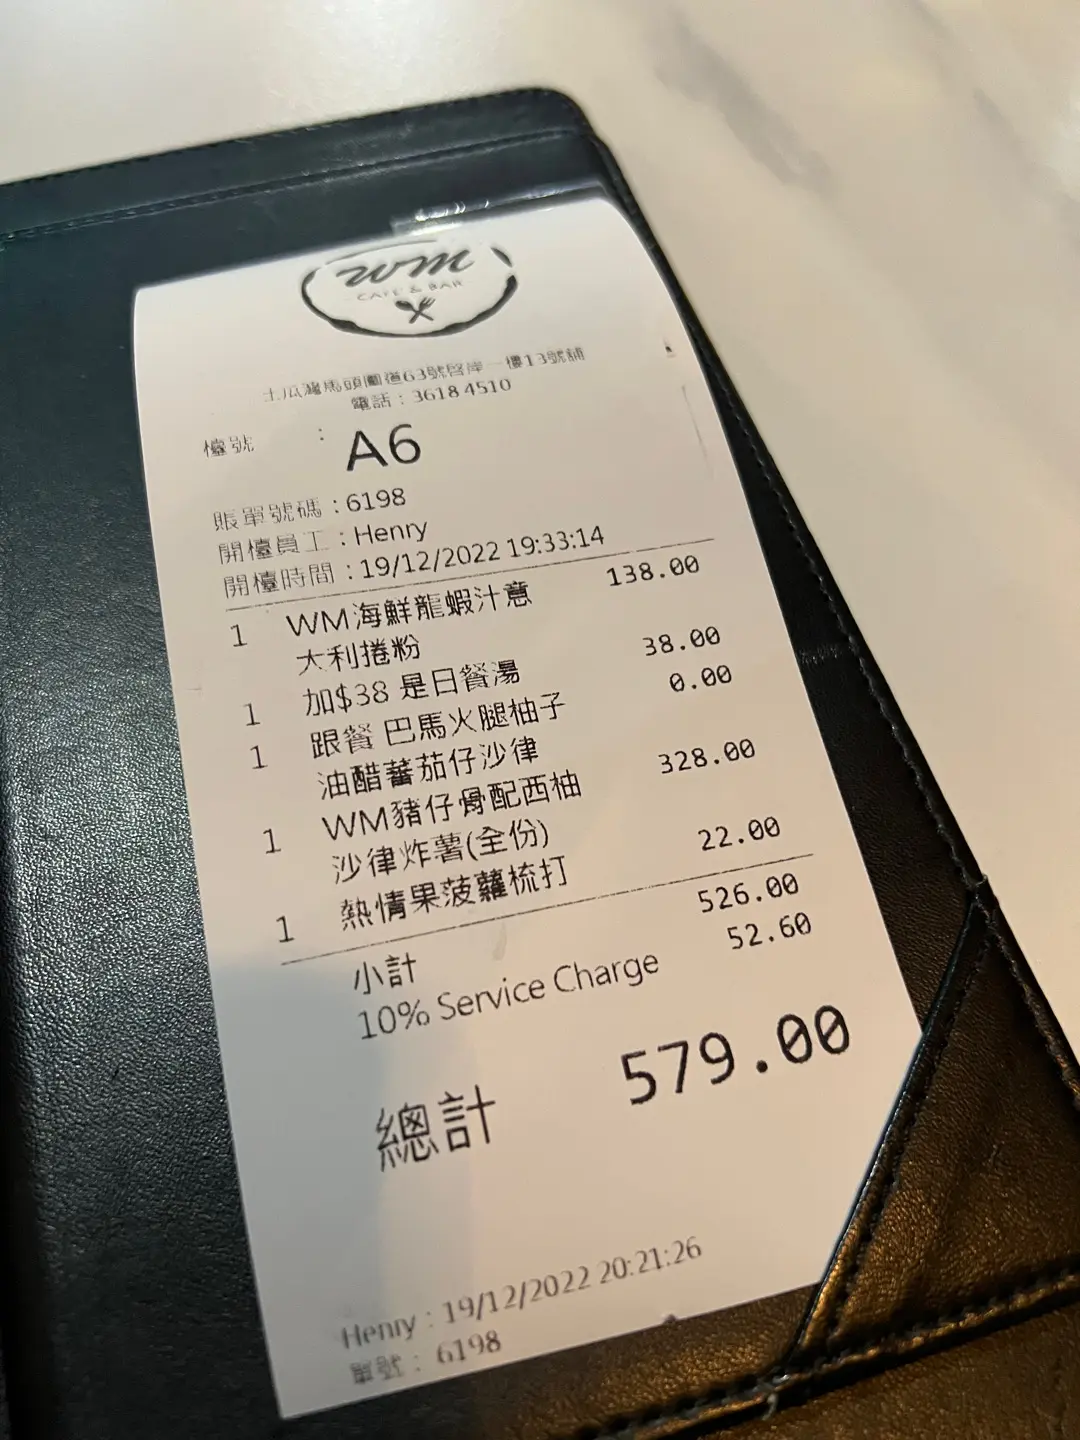 wm
CAFE & BAR
土瓜灣馬頭圍道63號啓岸一樓13號舖
電話：3618 4510
檯號 : A6
賬單號碼 : 6198
開檯員工 : Henry
開檯時間 : 19/12/2022 19:33:14
1 WM海鮮龍蝦汁意 138.00
大利捲粉
1 加$38 是日餐湯 38.00
1 跟餐 巴馬火腿柚子 0.00
油醋蕃茄仔沙律
1 WM豬仔骨配西柚 328.00
沙律炸薯(全份)
1 熱情果菠蘿梳打 22.00
小計 526.00
10% Service Charge 52.60
總計 579.00
Henry : 19/12/2022 20:21:26
單號 : 6198